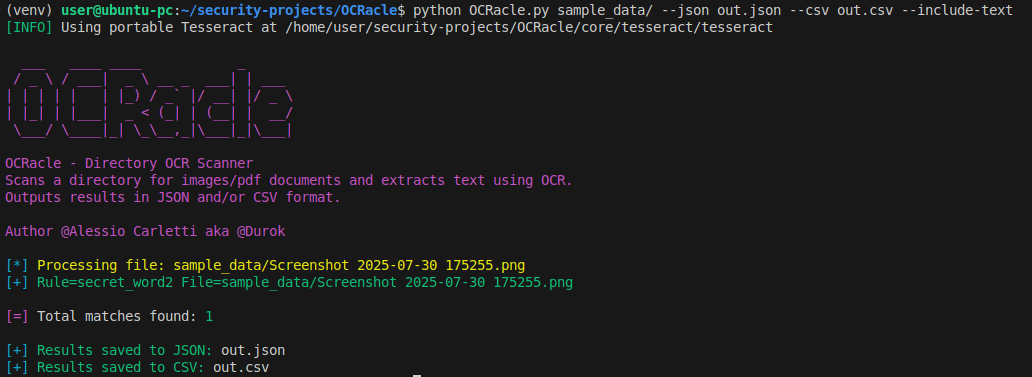 (venv) user@ubuntu-pc:~/security-projects/OCRacle$ python OCRacle.py sample_data/ --json out.json --csv out.csv --include-text
[INFO] Using portable Tesseract at /home/user/security-projects/OCRacle/core/tesseract/tesseract
OCRacle
OCRacle - Directory OCR Scanner
Scans a directory for images/pdf documents and extracts text using OCR.
Outputs results in JSON and/or CSV format.
Author @Alessio Carletti aka @Durok
[*] Processing file: sample_data/Screenshot 2025-07-30 175255.png
[+] Rule=secret_word2 File=sample_data/Screenshot 2025-07-30 175255.png
[=] Total matches found: 1
[+] Results saved to JSON: out.json
[+] Results saved to CSV: out.csv